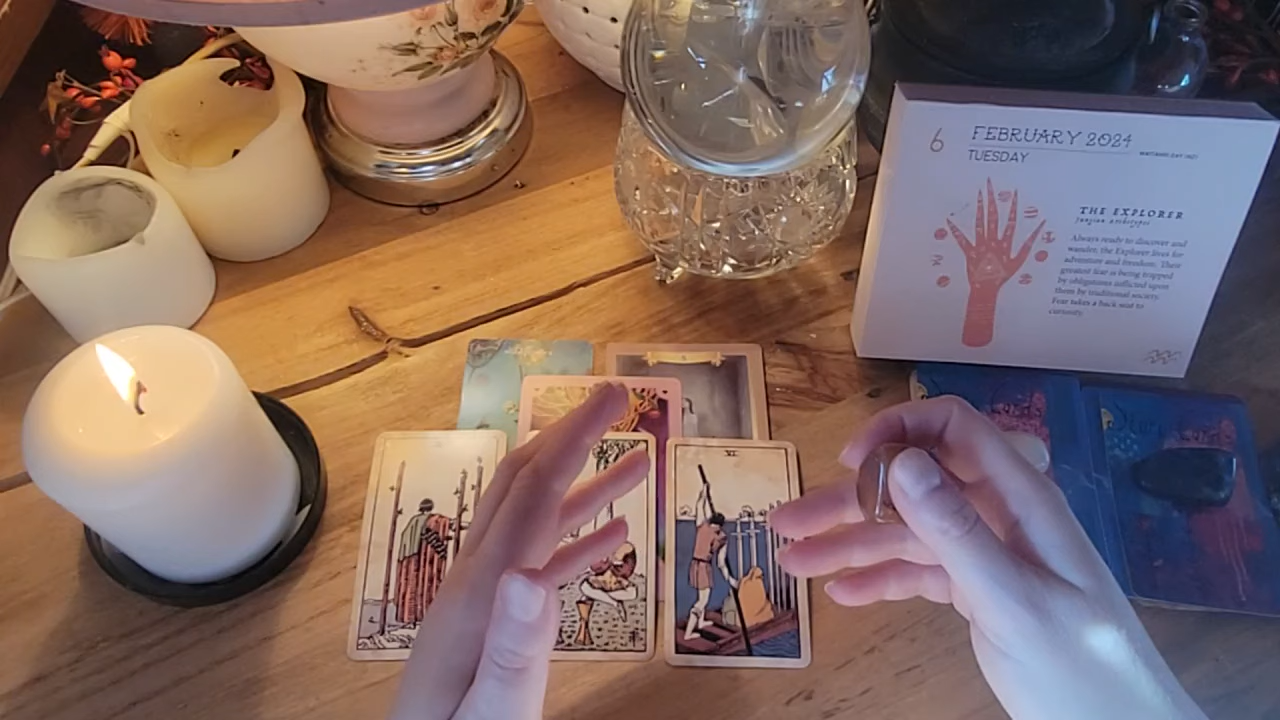 6
FEBRUARY 2024
TUESDAY
THE EXPLORER
jungian archetypes
Always ready to discover and
wander, the Explorer lives for
adventure and freedom. Their
greatest fear is being trapped
by obligations inflicted upon
them by traditional society.
Fear takes a back seat to
curiosity.
VI